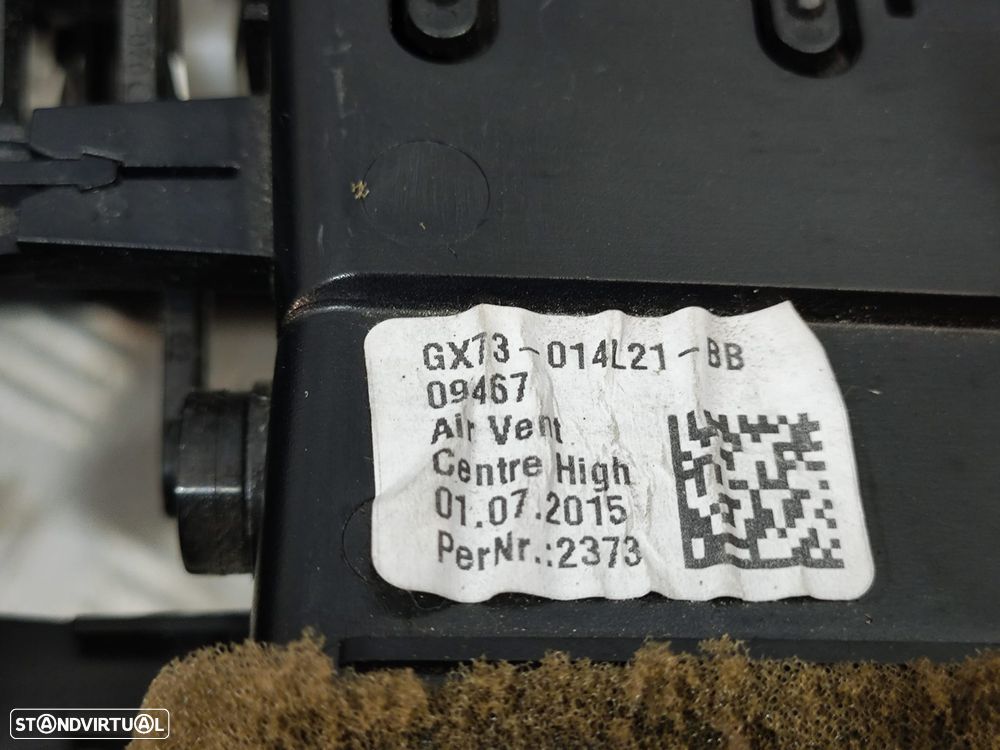 GX73-014L21-BB
09467
Air Vent
Centre High
01.07.2015
PerNr.:2373
STANDVIRTUAL